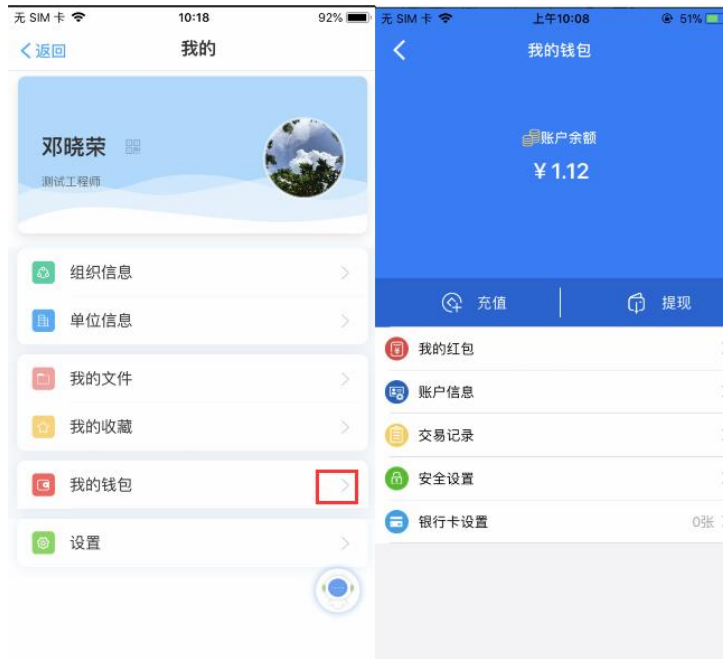 无 SIM 卡 10:18 92%
返回 我的
邓晓荣
测试工程师
组织信息
单位信息
我的文件
我的收藏
我的钱包
设置
无 SIM 卡 上午10:08 51%
我的钱包
账户余额
¥1.12
充值 提现
我的红包
账户信息
交易记录
安全设置
银行卡设置 0张